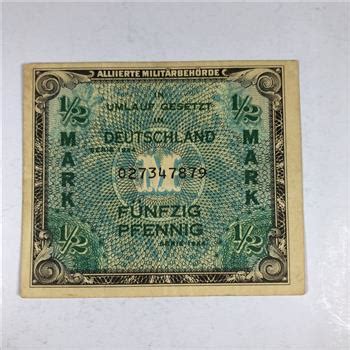 ALLIIERTE MILITÄRBEHÖRDE
1/2 MARK
IN
UMLAUF GESETZT
IN
DEUTSCHLAND
SERIE 1944
M
027347879
FÜNFZIG
PFENNIG
SERIE 1944
1/2 MARK
1/2
1/2